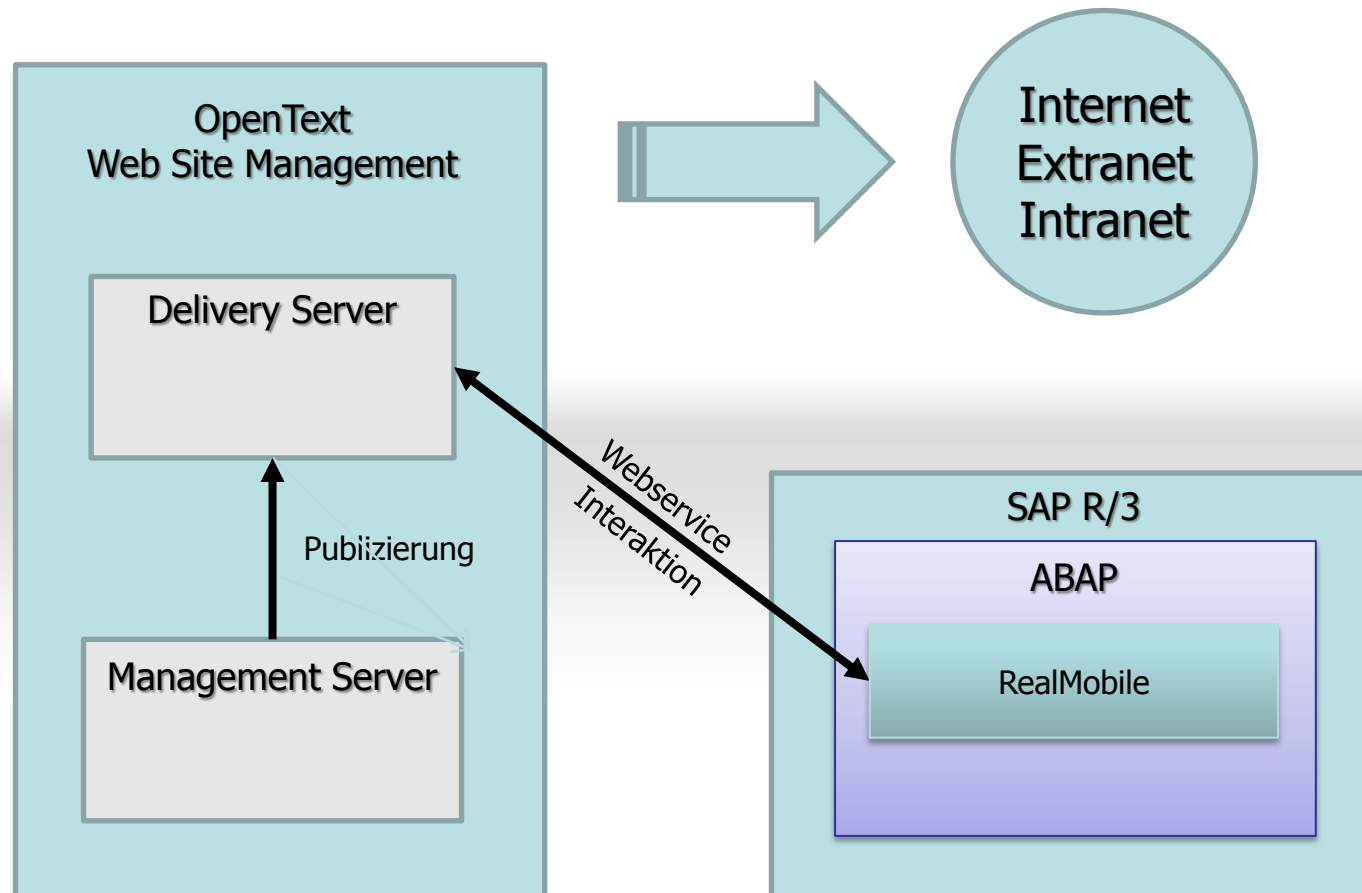 OpenText
Web Site Management
Internet
Extranet
Intranet
Delivery Server
Webservice
Interaktion
Publizierung
Management Server
SAP R/3
ABAP
RealMobile